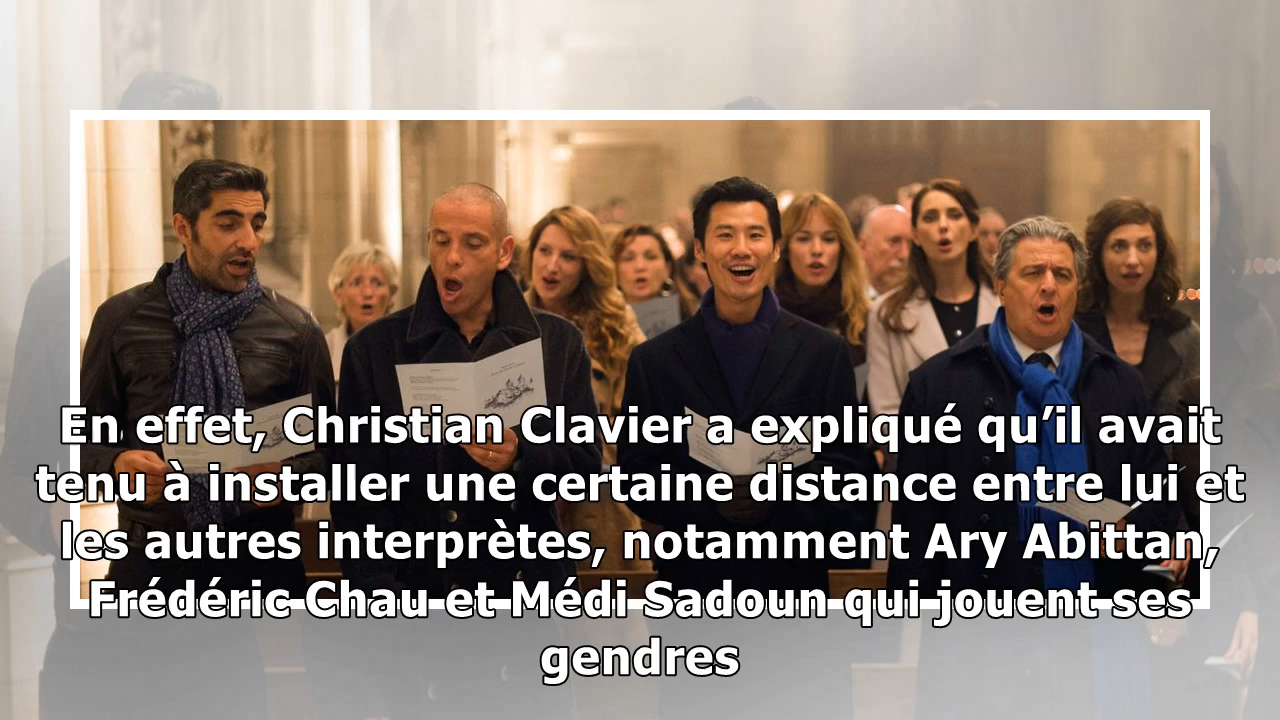 En effet, Christian Clavier a expliqué qu’il avait
tenu à installer une certaine distance entre lui et
les autres interprètes, notamment Ary Abittan,
Frédéric Chau et Médi Sadoun qui jouent ses
gendres